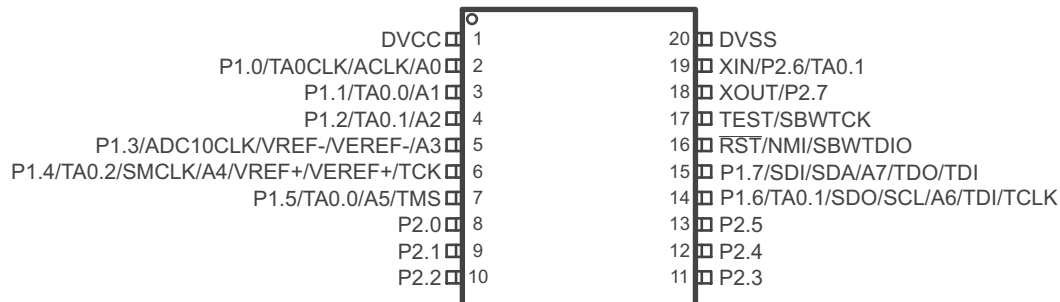 DVCC 1 20 DVSS
P1.0/TA0CLK/ACLK/A0 2 19 XIN/P2.6/TA0.1
P1.1/TA0.0/A1 3 18 XOUT/P2.7
P1.2/TA0.1/A2 4 17 TEST/SBWTCK
P1.3/ADC10CLK/VREF-/VEREF-/A3 5 16 RST/NMI/SBWTDIO
P1.4/TA0.2/SMCLK/A4/VREF+/VEREF+/TCK 6 15 P1.7/SDI/SDA/A7/TDO/TDI
P1.5/TA0.0/A5/TMS 7 14 P1.6/TA0.1/SDO/SCL/A6/TDI/TCLK
P2.0 8 13 P2.5
P2.1 9 12 P2.4
P2.2 10 11 P2.3